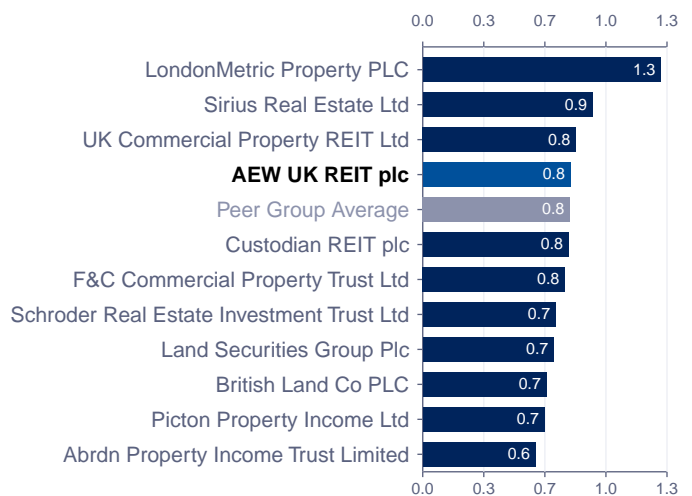 0.0 0.3 0.7 1.0 1.3
LondonMetric Property PLC 1.3
Sirius Real Estate Ltd 0.9
UK Commercial Property REIT Ltd 0.8
AEW UK REIT plc 0.8
Peer Group Average 0.8
Custodian REIT plc 0.8
F&C Commercial Property Trust Ltd 0.8
Schroder Real Estate Investment Trust Ltd 0.7
Land Securities Group Plc 0.7
British Land Co PLC 0.7
Picton Property Income Ltd 0.7
Abrdn Property Income Trust Limited 0.6
0.0 0.3 0.7 1.0 1.3